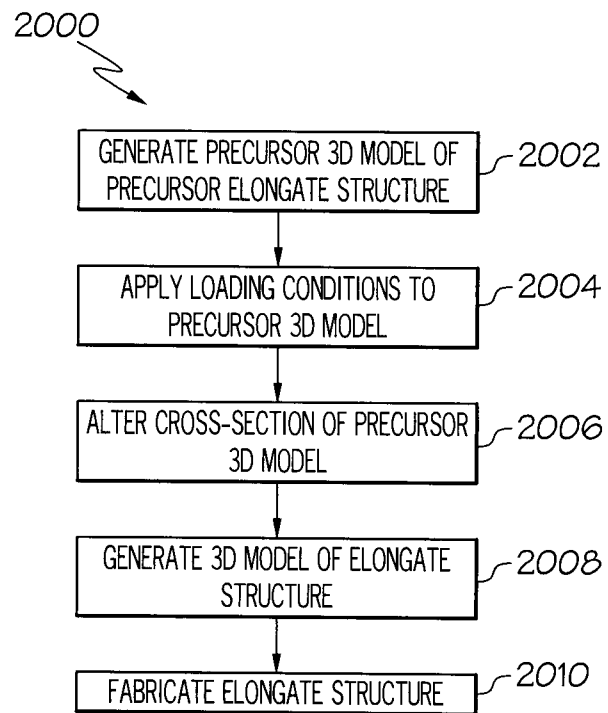 2000
GENERATE PRECURSOR 3D MODEL OF
PRECURSOR ELONGATE STRUCTURE
2002
APPLY LOADING CONDITIONS TO
PRECURSOR 3D MODEL
2004
ALTER CROSS-SECTION OF PRECURSOR
3D MODEL
2006
GENERATE 3D MODEL OF ELONGATE
STRUCTURE
2008
FABRICATE ELONGATE STRUCTURE
2010